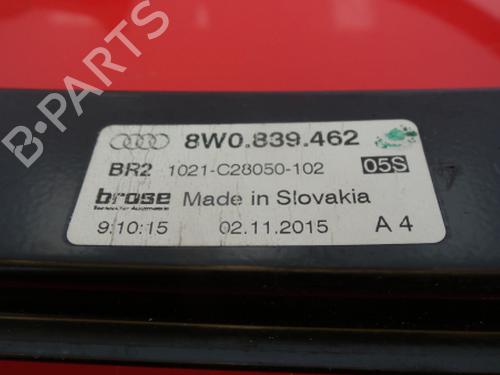 8W0.839.462
BR2 1021-C28050-102 05S
brose Made in Slovakia
9:10:15 02.11.2015 A 4
B-PARTS